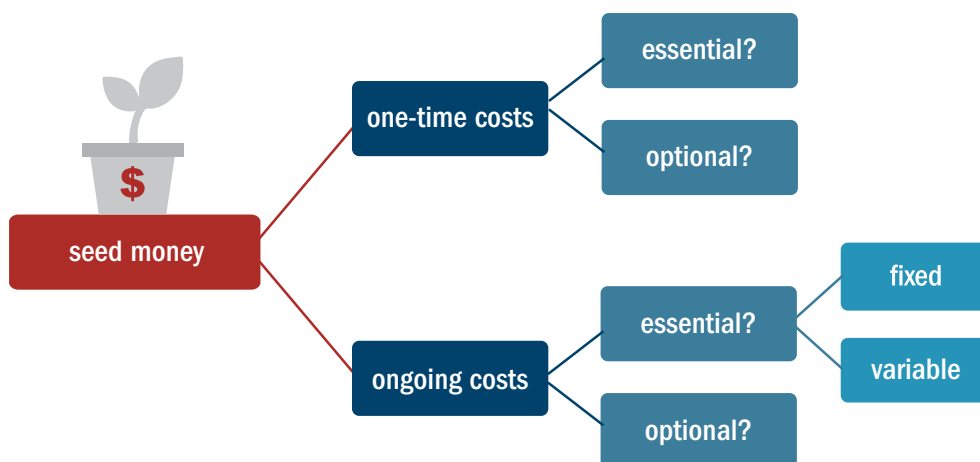 $
seed money
one-time costs
essential?
optional?
ongoing costs
essential?
fixed
variable
optional?